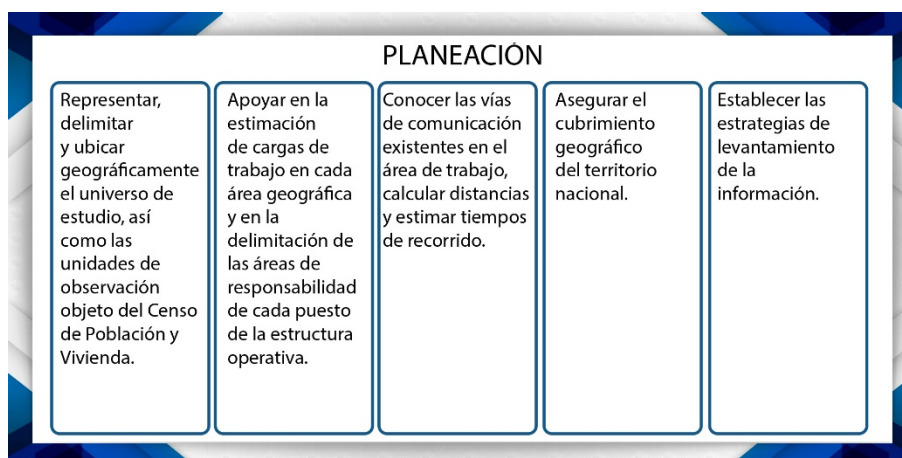 PLANEACIÓN
Representar,
delimitar
y ubicar
geográficamente
el universo de
estudio, así
como las
unidades de
observación
objeto del Censo
de Población y
Vivienda.
Apoyar en la
estimación
de cargas de
trabajo en cada
área geográfica
y en la
delimitación de
las áreas de
responsabilidad
de cada puesto
de la estructura
operativa.
Conocer las vías
de comunicación
existentes en el
área de trabajo,
calcular distancias
y estimar tiempos
de recorrido.
Asegurar el
cubrimiento
geográfico
del territorio
nacional.
Establecer las
estrategias de
levantamiento
de la
información.